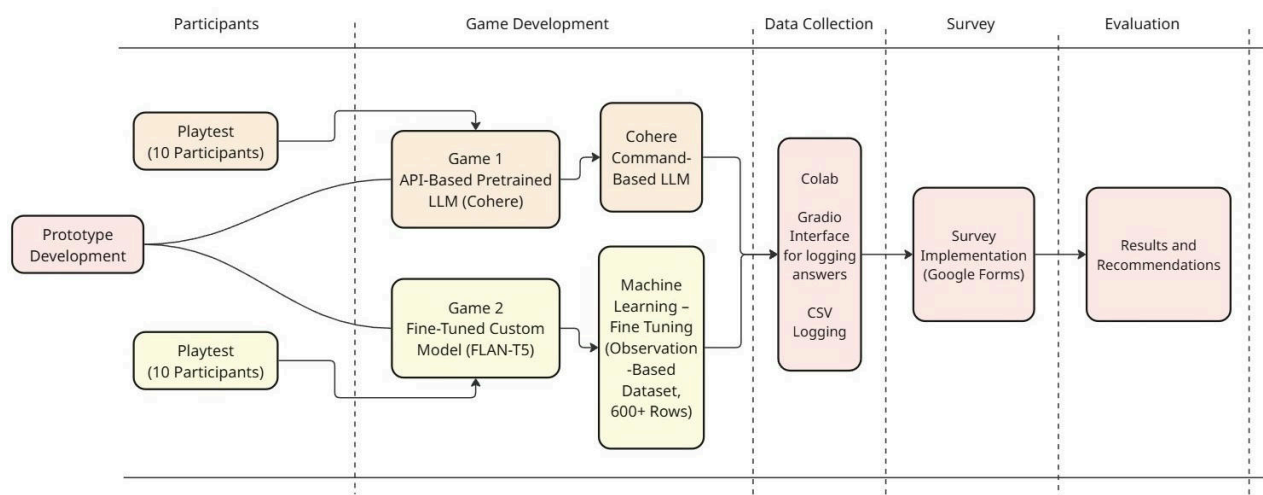 Participants
Game Development
Data Collection
Survey
Evaluation
Playtest
(10 Participants)
Prototype
Development
Playtest
(10 Participants)
Game 1
API-Based Pretrained
LLM (Cohere)
Cohere
Command-
Based LLM
Game 2
Fine-Tuned Custom
Model (FLAN-T5)
Machine
Learning –
Fine Tuning
(Observation
-Based
Dataset,
600+ Rows)
Colab
Gradio
Interface
for logging
answers
CSV
Logging
Survey
Implementation
(Google Forms)
Results and
Recommendations